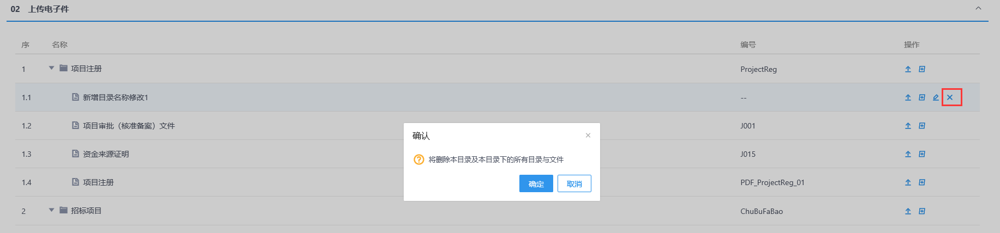 02 上传电子件
序 名称 编号 操作
1 项目注册 ProjectReg
1.1 新增目录名称修改1 --
1.2 项目审批（核准备案）文件 J001
确认
1.3 资金来源证明 J015
将删除本目录及本目录下的所有目录与文件
1.4 项目注册 PDF_ProjectReg_01
确定 取消
2 招标项目 ChuBuFaBao